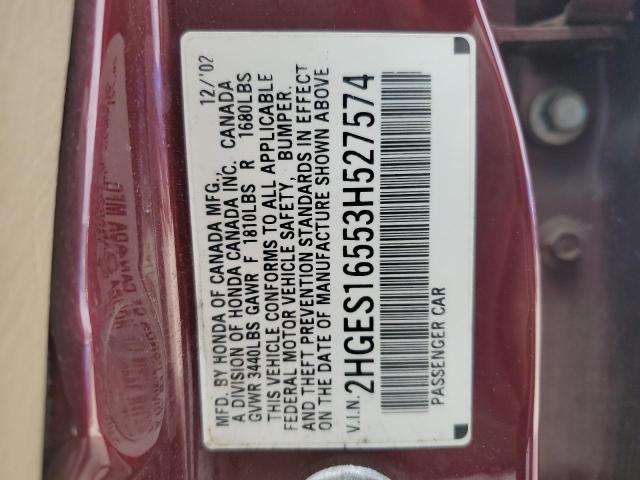 MFD. BY HONDA OF CANADA MFG., 12/'02
A DIVISION OF HONDA CANADA INC. CANADA
GVWR 3440LBS GAWR F 1810LBS R 1680LBS
THIS VEHICLE CONFORMS TO ALL APPLICABLE
FEDERAL MOTOR VEHICLE SAFETY, BUMPER,
AND THEFT PREVENTION STANDARDS IN EFFECT
ON THE DATE OF MANUFACTURE SHOWN ABOVE
V.I.N. 2HGES16553H527574
PASSENGER CAR